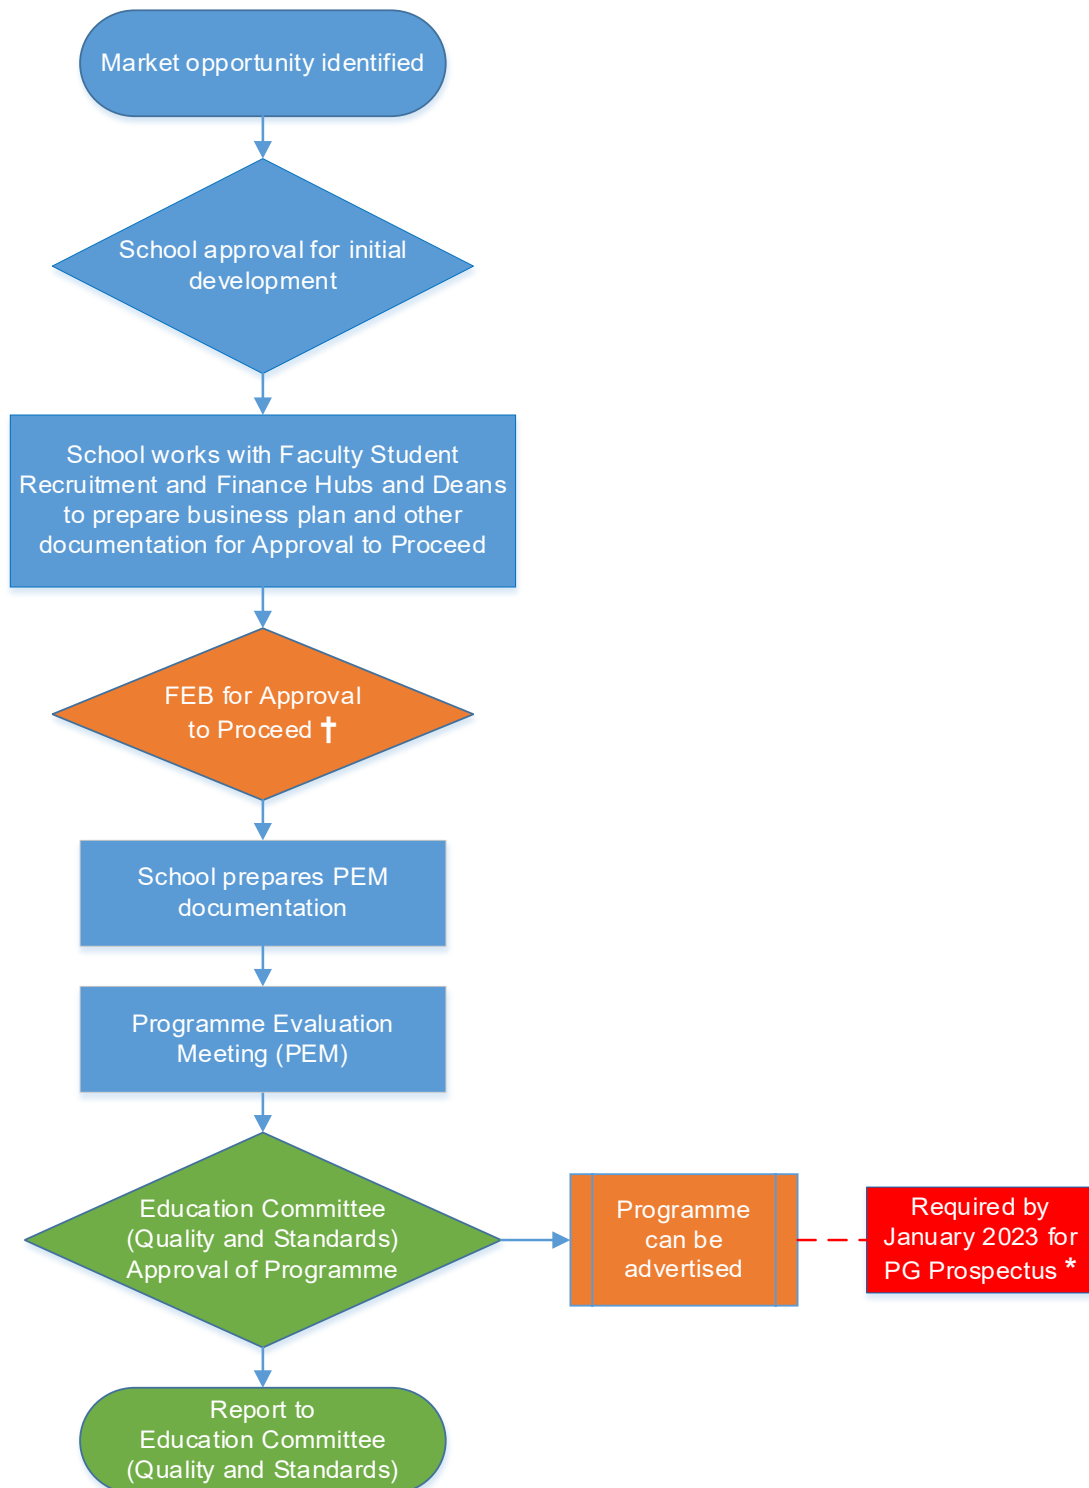 Market opportunity identified
School approval for initial
development
School works with Faculty Student
Recruitment and Finance Hubs and Deans
to prepare business plan and other
documentation for Approval to Proceed
FEB for Approval
to Proceed †
School prepares PEM
documentation
Programme Evaluation
Meeting (PEM)
Education Committee
(Quality and Standards)
Approval of Programme
Programme
can be
advertised
Required by
January 2023 for
PG Prospectus *
Report to
Education Committee
(Quality and Standards)